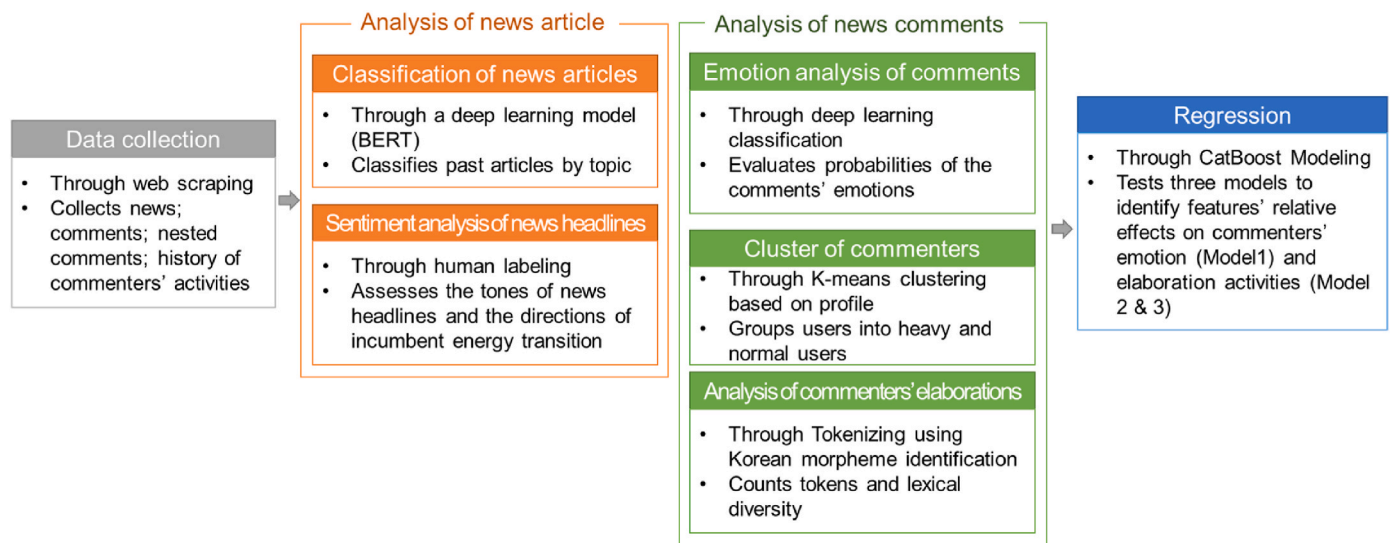 Data collection
• Through web scraping
• Collects news;
comments; nested
comments; history of
commenters' activities
Analysis of news article
Classification of news articles
• Through a deep learning model
(BERT)
• Classifies past articles by topic
Sentiment analysis of news headlines
• Through human labeling
• Assesses the tones of news
headlines and the directions of
incumbent energy transition
Analysis of news comments
Emotion analysis of comments
• Through deep learning
classification
• Evaluates probabilities of the
comments' emotions
Cluster of commenters
• Through K-means clustering
based on profile
• Groups users into heavy and
normal users
Analysis of commenters' elaborations
• Through Tokenizing using
Korean morpheme identification
• Counts tokens and lexical
diversity
Regression
• Through CatBoost Modeling
• Tests three models to
identify features' relative
effects on commenters'
emotion (Model1) and
elaboration activities (Model
2 & 3)